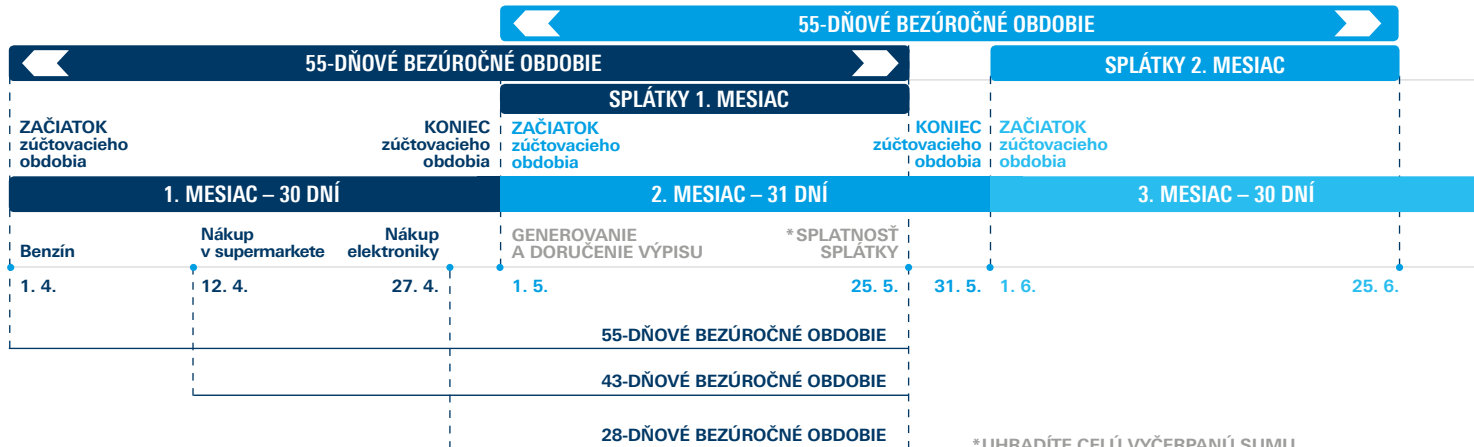 55-DŇOVÉ BEZÚROČNÉ OBDOBIE
55-DŇOVÉ BEZÚROČNÉ OBDOBIE
SPLÁTKY 2. MESIAC
SPLÁTKY 1. MESIAC
ZAČIATOK
zúčtovacieho
obdobia
KONIEC
zúčtovacieho
obdobia
ZAČIATOK
zúčtovacieho
obdobia
KONIEC
zúčtovacieho
obdobia
ZAČIATOK
zúčtovacieho
obdobia
1. MESIAC – 30 DNÍ
2. MESIAC – 31 DNÍ
3. MESIAC – 30 DNÍ
Benzín
Nákup
v supermarkete
Nákup
elektroniky
GENEROVANIE
A DORUČENIE VÝPISU
*SPLATNOSŤ
SPLÁTKY
1. 4.
12. 4.
27. 4.
1. 5.
25. 5.
31. 5.
1. 6.
25. 6.
55-DŇOVÉ BEZÚROČNÉ OBDOBIE
43-DŇOVÉ BEZÚROČNÉ OBDOBIE
28-DŇOVÉ BEZÚROČNÉ OBDOBIE
*UHRADÍTE CELÚ VYČERPANÚ SUMU